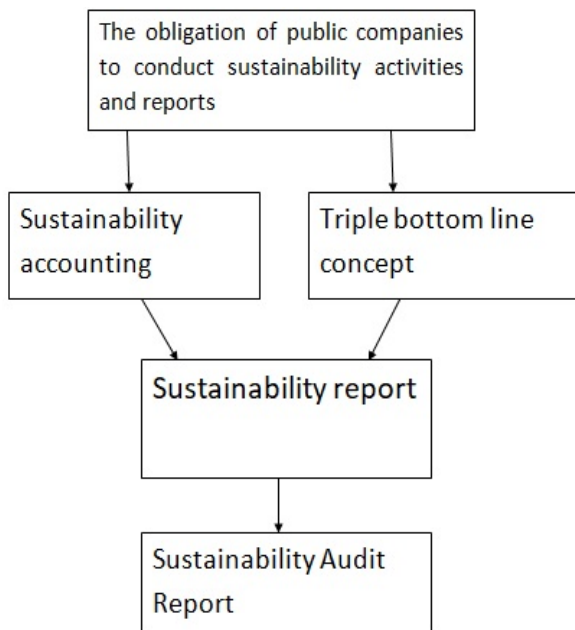 The obligation of public companies
to conduct sustainability activities
and reports
Sustainability
accounting
Triple bottom line
concept
Sustainability report
Sustainability Audit
Report